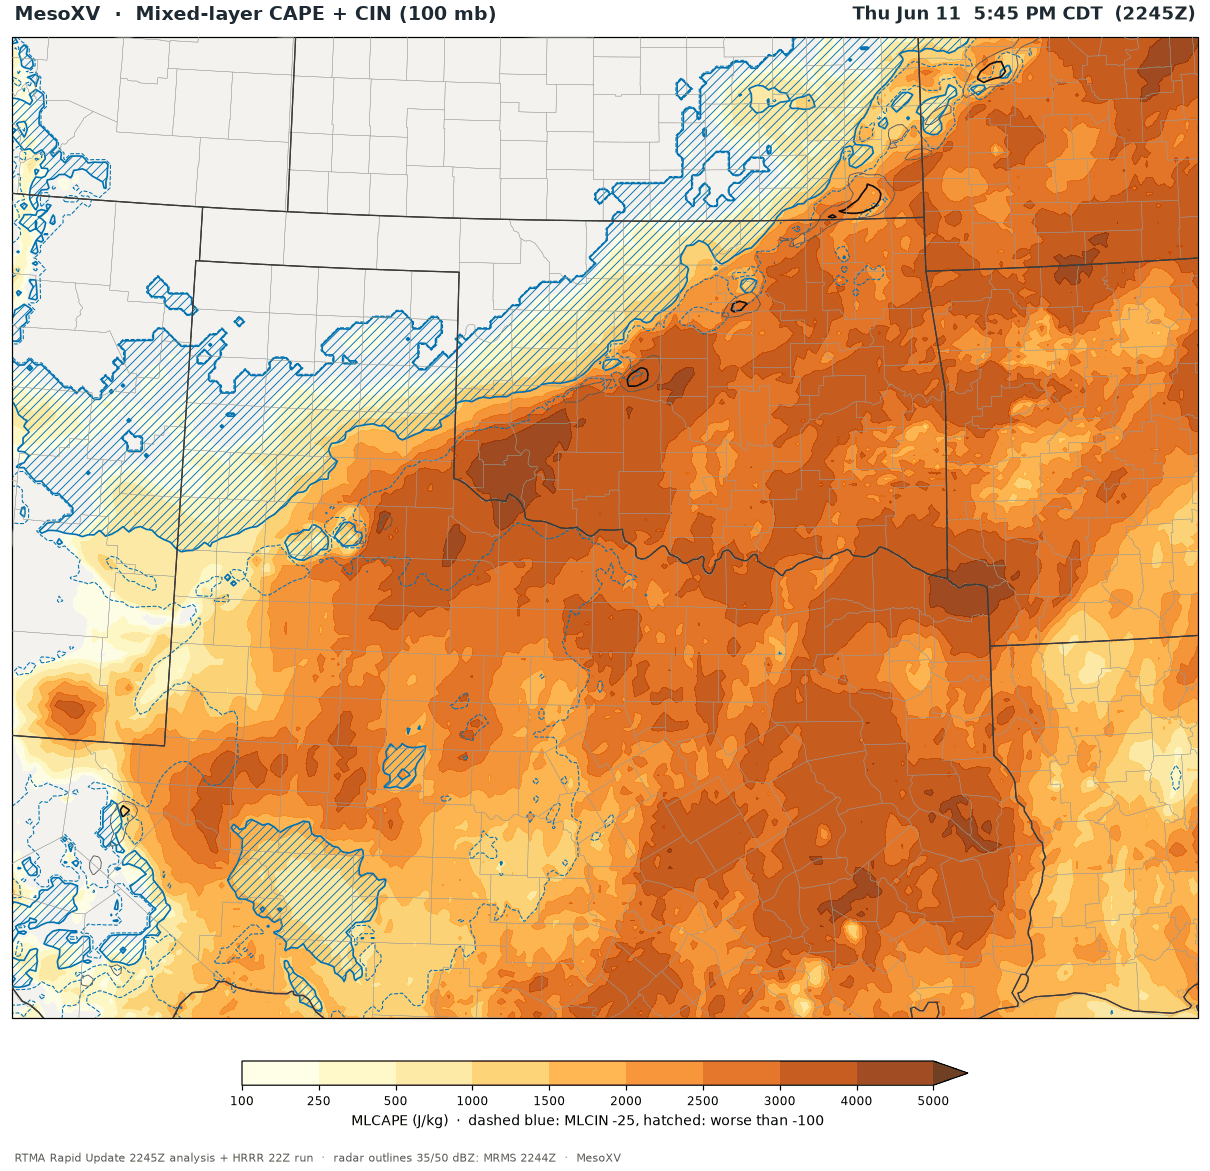 MesoXV · Mixed-layer CAPE + CIN (100 mb)
Thu Jun 11 5:45 PM CDT (2245Z)
100 250 500 1000 1500 2000 2500 3000 4000 5000
MLCAPE (J/kg) · dashed blue: MLCIN -25, hatched: worse than -100
RTMA Rapid Update 2245Z analysis + HRRR 22Z run · radar outlines 35/50 dBZ: MRMS 2244Z · MesoXV